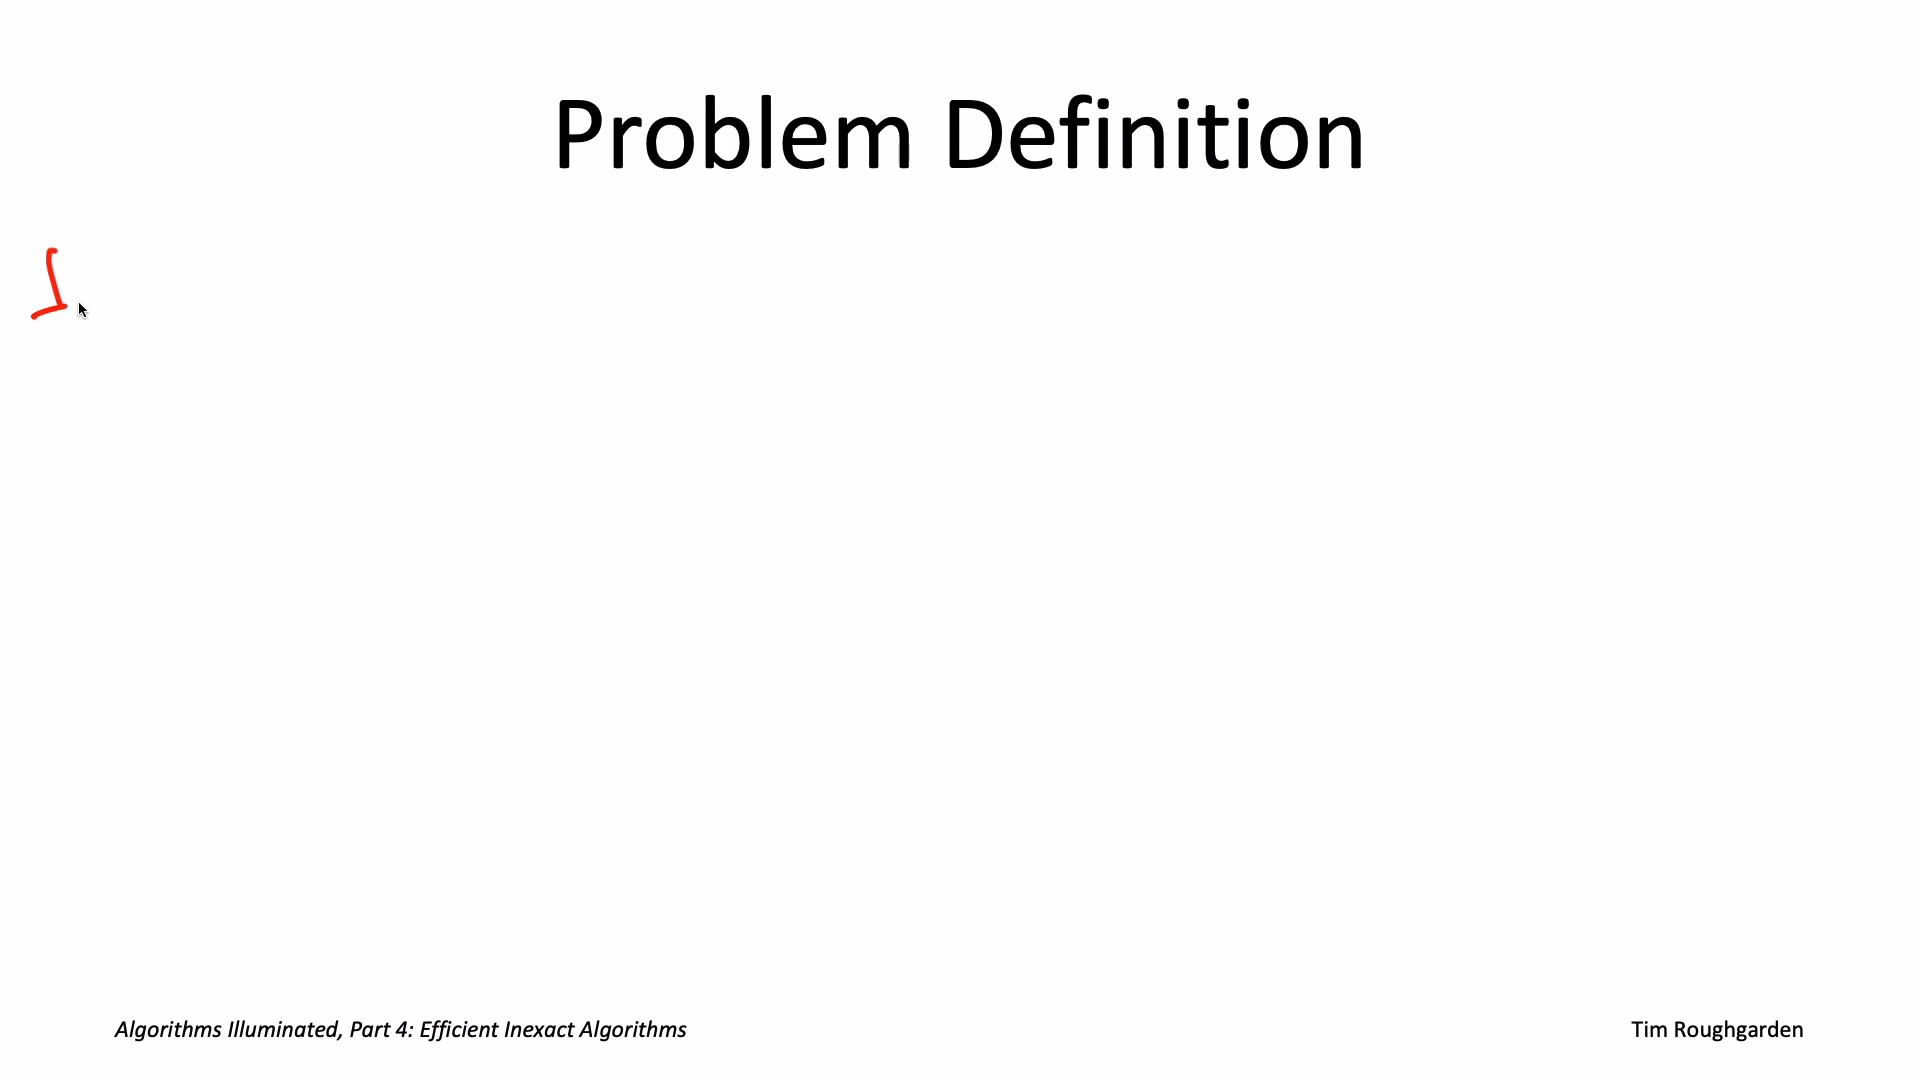 Problem Definition
Algorithms Illuminated, Part 4: Efficient Inexact Algorithms
Tim Roughgarden